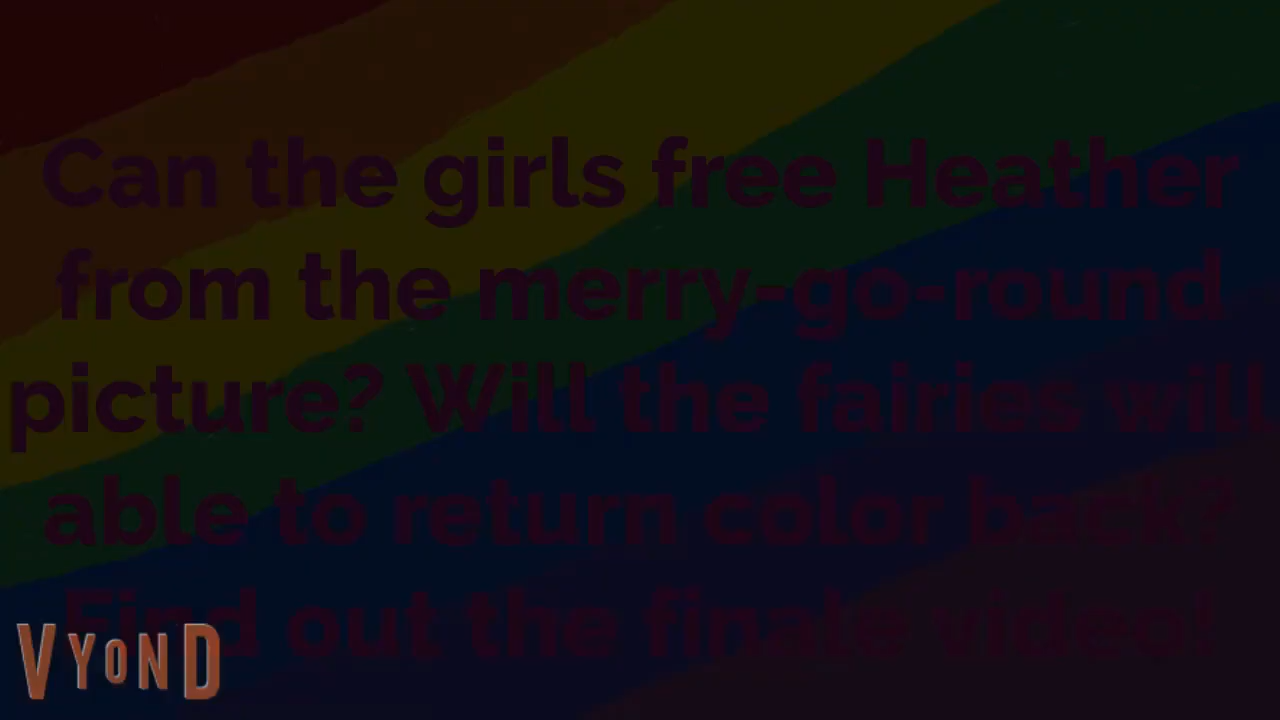 Can the girls free Heather
from the merry-go-round
picture? Will the fairies will
able to return color back?
Find out the finale video!
VYOND